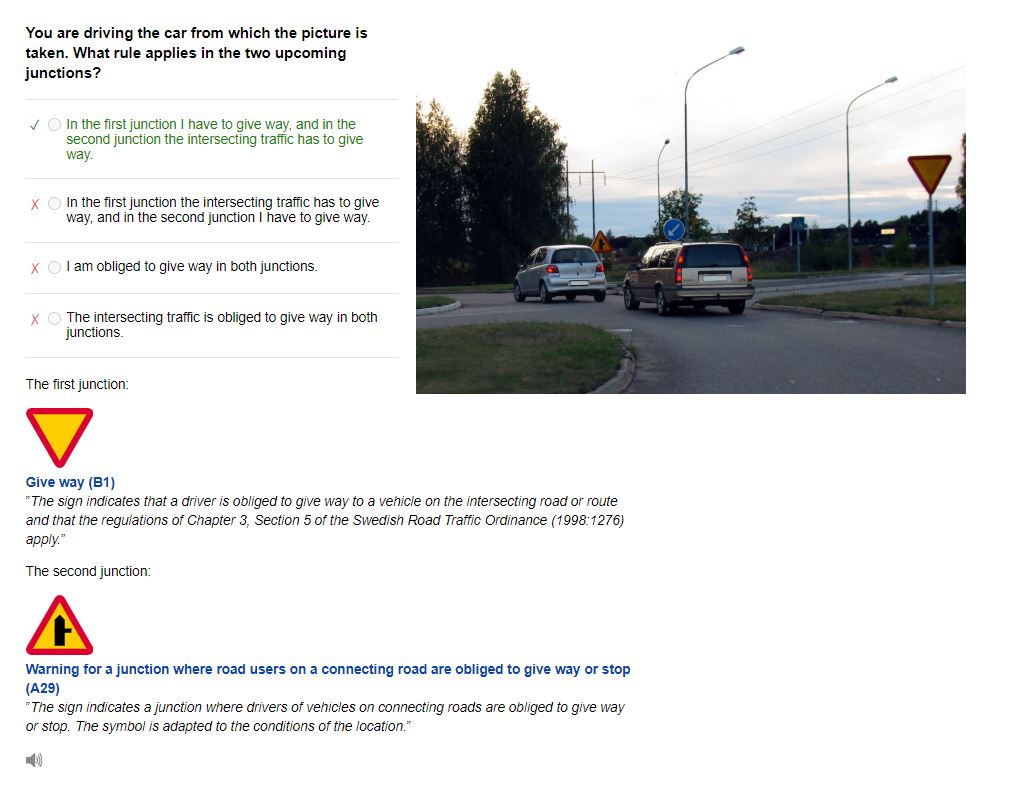 You are driving the car from which the picture is
taken. What rule applies in the two upcoming
junctions?
✓ In the first junction I have to give way, and in the
second junction the intersecting traffic has to give
way.
X In the first junction the intersecting traffic has to give
way, and in the second junction I have to give way.
X I am obliged to give way in both junctions.
X The intersecting traffic is obliged to give way in both
junctions.
The first junction:
Give way (B1)
"The sign indicates that a driver is obliged to give way to a vehicle on the intersecting road or route
and that the regulations of Chapter 3, Section 5 of the Swedish Road Traffic Ordinance (1998:1276)
apply."
The second junction:
Warning for a junction where road users on a connecting road are obliged to give way or stop
(A29)
"The sign indicates a junction where drivers of vehicles on connecting roads are obliged to give way
or stop. The symbol is adapted to the conditions of the location."